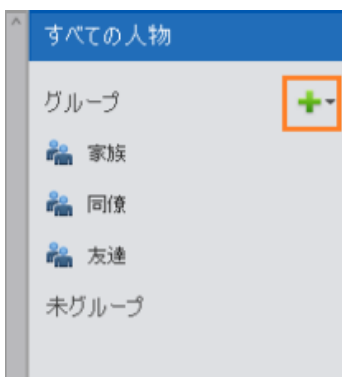 すべての人物
グループ
家族
同僚
友達
未グループ